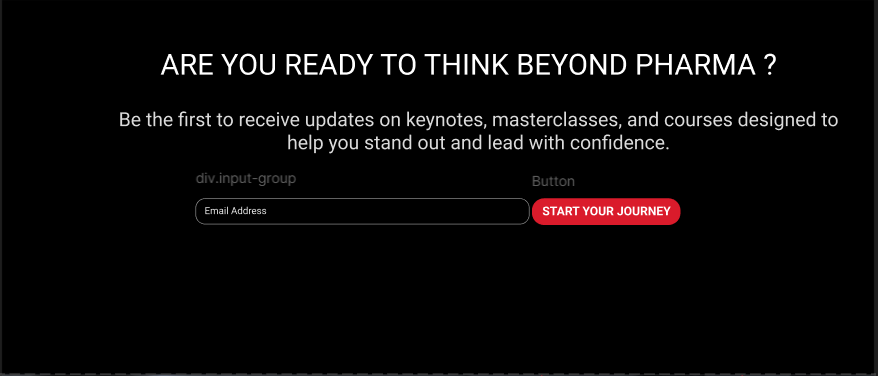 ARE YOU READY TO THINK BEYOND PHARMA ?
Be the first to receive updates on keynotes, masterclasses, and courses designed to
help you stand out and lead with confidence.
div.input-group
Button
Email Address
START YOUR JOURNEY